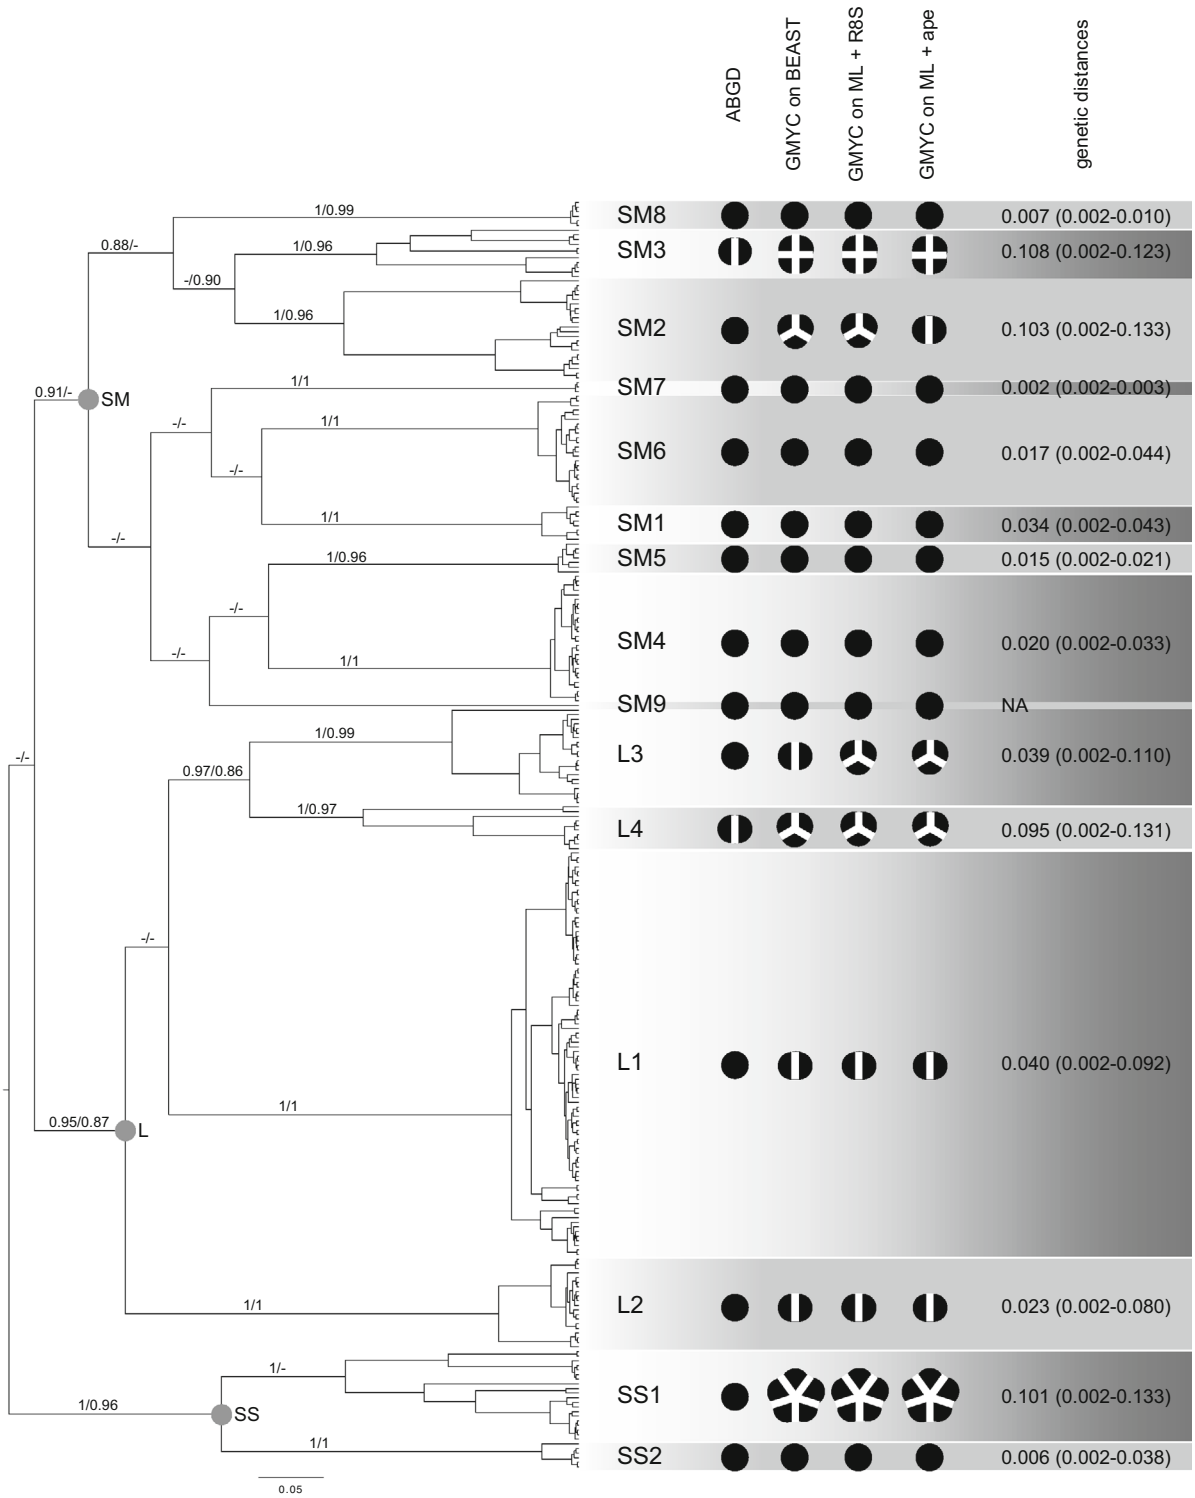 ABGD
GMYC on BEAST
GMYC on ML + R8S
GMYC on ML + ape
genetic distances
1/0.99
SM8
0.007 (0.002-0.010)
0.88/-
1/0.96
SM3
0.108 (0.002-0.123)
-/0.90
1/0.96
SM2
0.103 (0.002-0.133)
0.91/-
SM
1/1
SM7
0.002 (0.002-0.003)
-/-
1/1
SM6
0.017 (0.002-0.044)
-/-
1/1
SM1
0.034 (0.002-0.043)
-/-
1/0.96
SM5
0.015 (0.002-0.021)
-/-
-/-
1/1
SM4
0.020 (0.002-0.033)
SM9
NA
-/-
1/0.99
L3
0.039 (0.002-0.110)
0.97/0.86
1/0.97
L4
0.095 (0.002-0.131)
-/-
L1
0.040 (0.002-0.092)
1/1
0.95/0.87
L
1/1
L2
0.023 (0.002-0.080)
1/-
SS1
0.101 (0.002-0.133)
1/0.96
SS
1/1
SS2
0.006 (0.002-0.038)
0.05